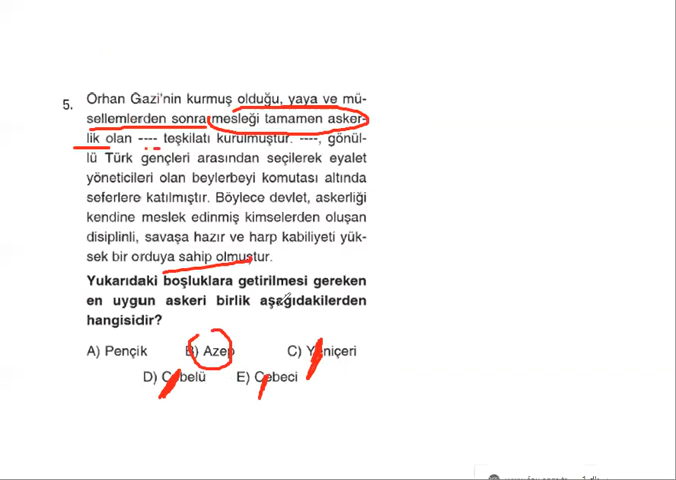 5. Orhan Gazi'nin kurmuş olduğu, yaya ve mü-
sellemlerden sonra mesleği tamamen asker-
lik olan ---- teşkilatı kurulmuştur. ----, gönül-
lü Türk gençleri arasından seçilerek eyalet
yöneticileri olan beylerbeyi komutası altında
seferlere katılmıştır. Böylece devlet, askerliği
kendine meslek edinmiş kimselerden oluşan
disiplinli, savaşa hazır ve harp kabiliyeti yük-
sek bir orduya sahip olmuştur.
Yukarıdaki boşluklara getirilmesi gereken
en uygun askeri birlik aşağıdakilerden
hangisidir?
A) Pençik B) Azep C) Yeniçeri
D) Cebelü E) Cebeci